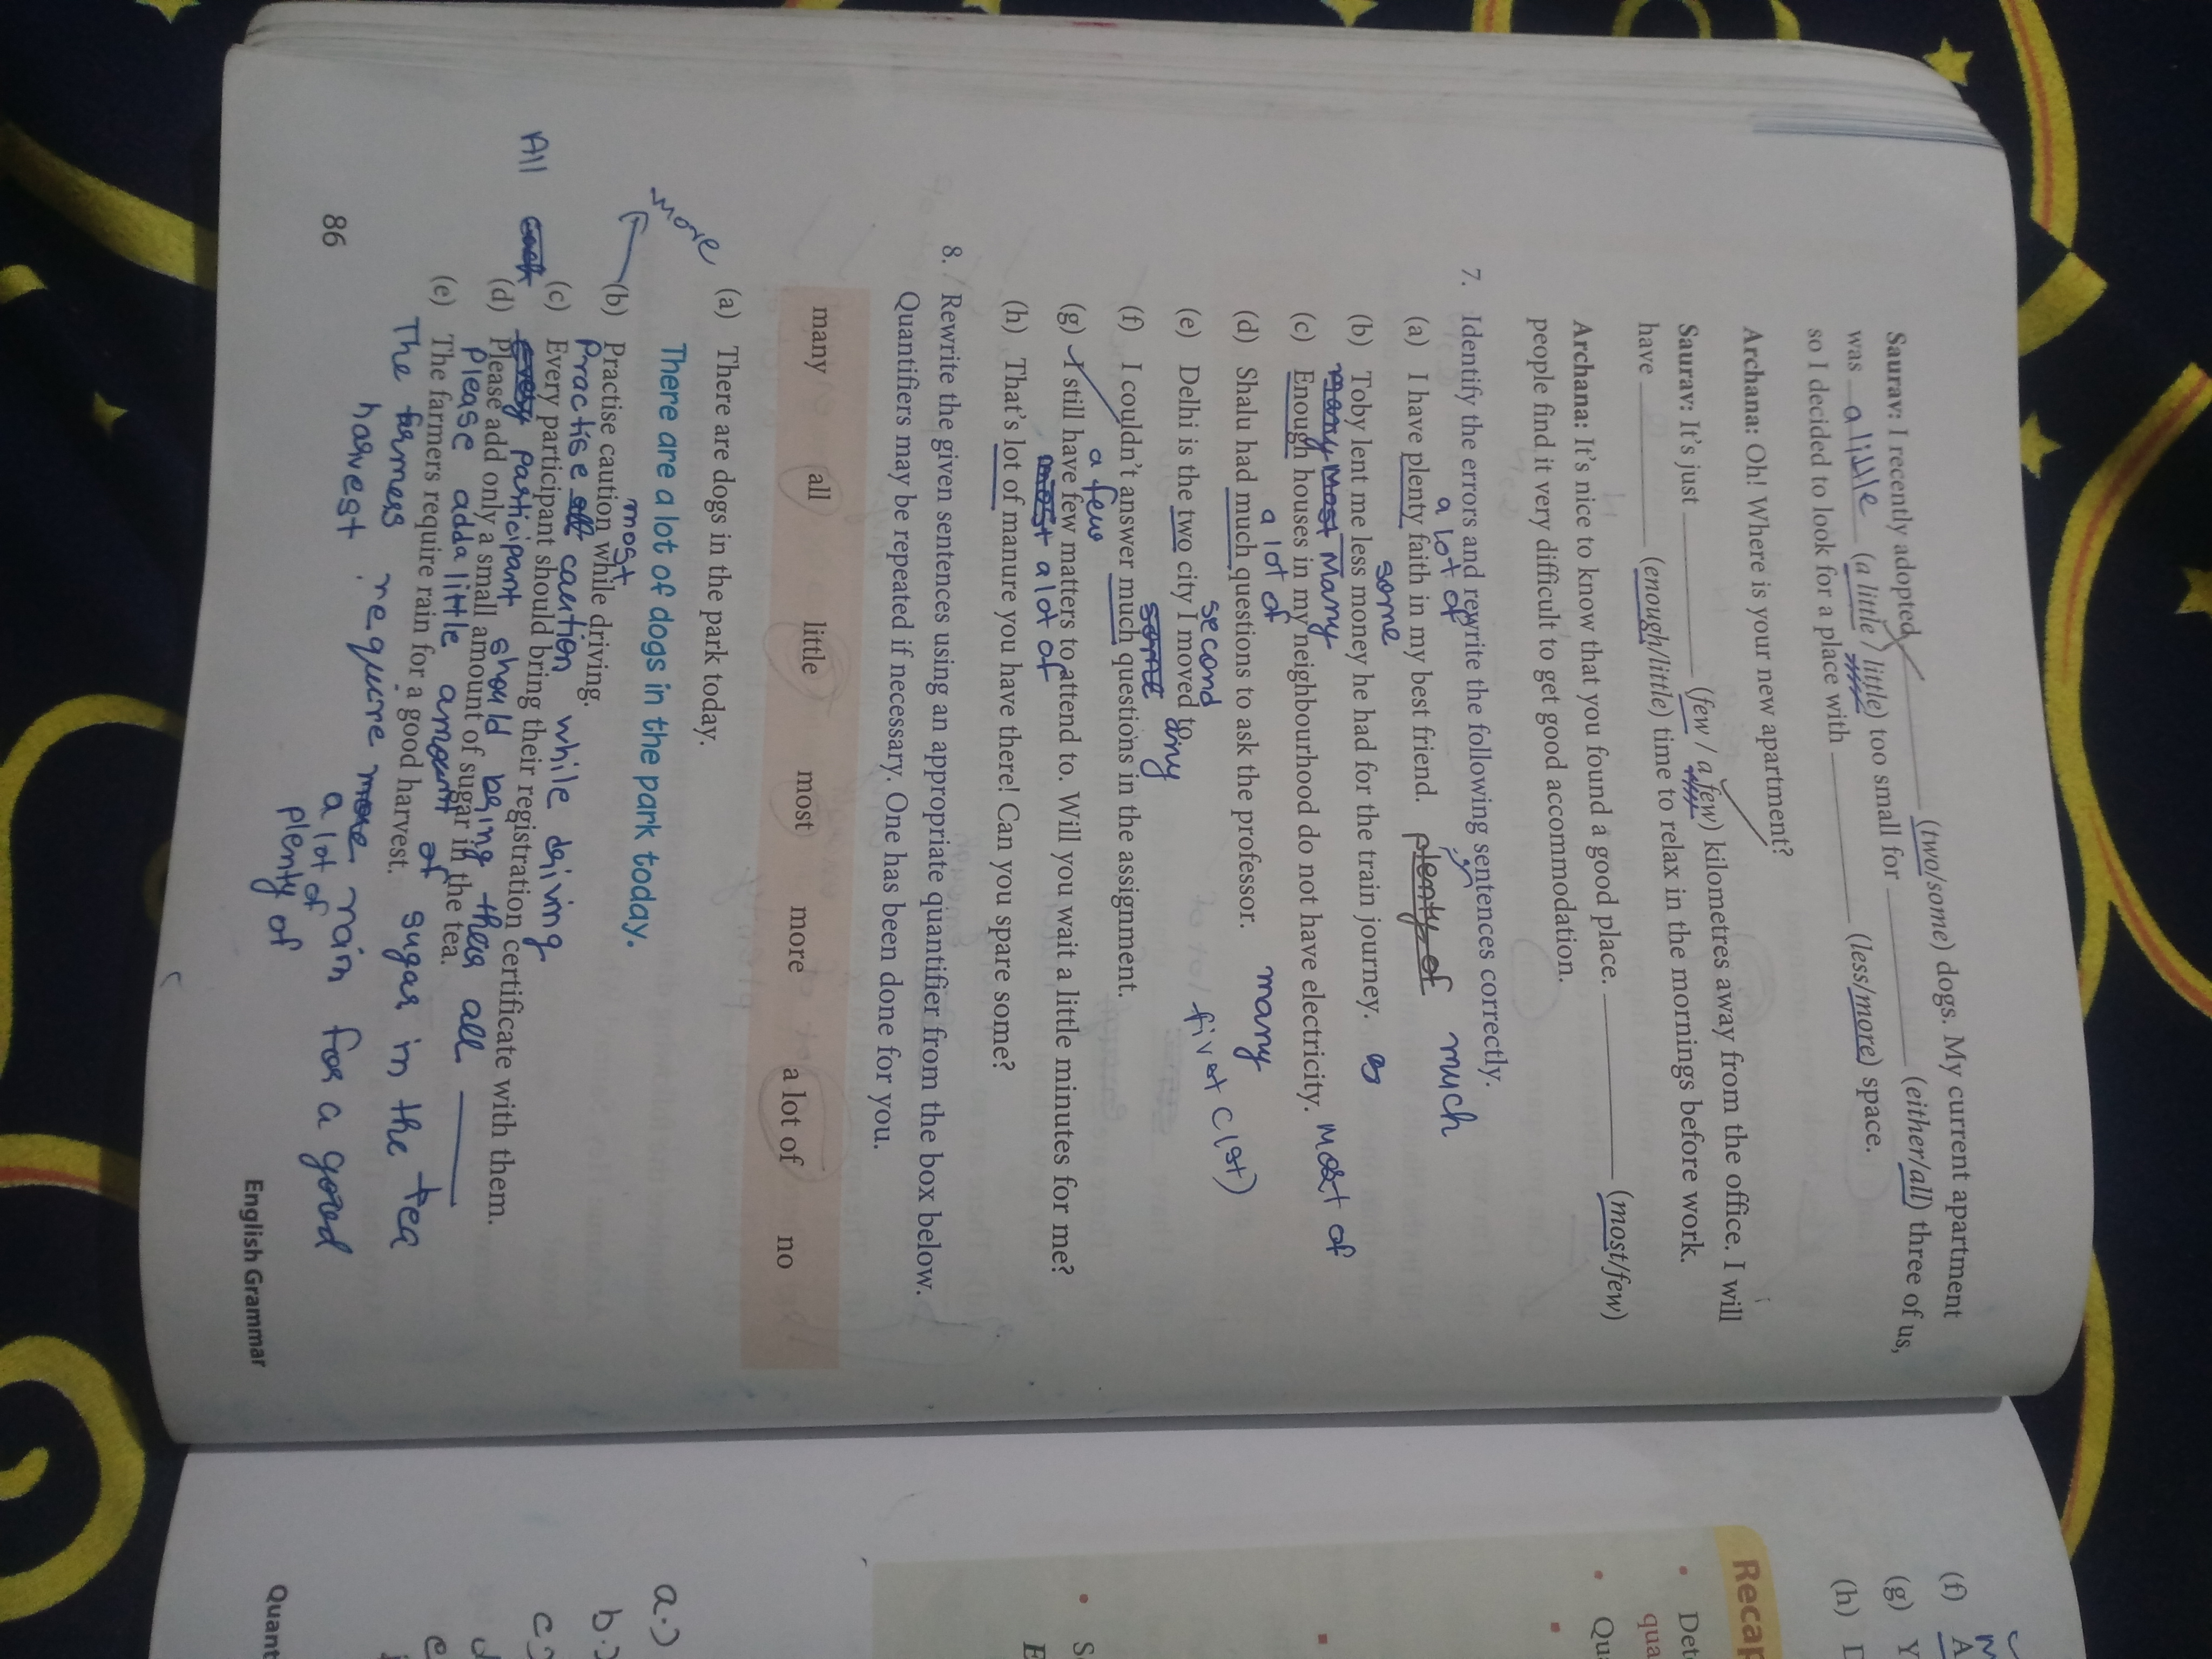 Saurav: I recently adopted __________ (two/some) dogs. My current apartment
was a little (a little / little) too small for __________ (either/all) three of us,
so I decided to look for a place with __________ (less/more) space.
Archana: Oh! Where is your new apartment?
Saurav: It's just __________ (few / a few) kilometres away from the office. I will
have __________ (enough/little) time to relax in the mornings before work.
Archana: It's nice to know that you found a good place. __________ (most/few)
people find it very difficult to get good accommodation.
7. Identify the errors and rewrite the following sentences correctly.
a lot of
(a) I have plenty faith in my best friend. plenty of much
some
(b) Toby lent me less money he had for the train journey.
many Most Many
(c) Enough houses in my neighbourhood do not have electricity. Most of
a lot of
(d) Shalu had much questions to ask the professor. many
second
(e) Delhi is the two city I moved to. first (1st)
some any
(f) I couldn't answer much questions in the assignment.
a few
(g) I still have few matters to attend to. Will you wait a little minutes for me?
most a lot of
(h) That's lot of manure you have there! Can you spare some?
8. Rewrite the given sentences using an appropriate quantifier from the box below.
Quantifiers may be repeated if necessary. One has been done for you.
many all little most more a lot of no
(a) There are dogs in the park today.
There are a lot of dogs in the park today.
more
most
(b) Practise caution while driving.
Practise all caution while driving
(c) Every participant should bring their registration certificate with them.
All each every participant should bring their all ____
(d) Please add only a small amount of sugar in the tea.
Please add a little amount of sugar in the tea
(e) The farmers require rain for a good harvest.
The farmers require more rain for a good
harvest
a lot of
plenty of
86
English Grammar
(f) A
(g) Y
(h) D
Recap
Dete
qua
Qua
E
a.)
b.)
c)
d
e
Quant